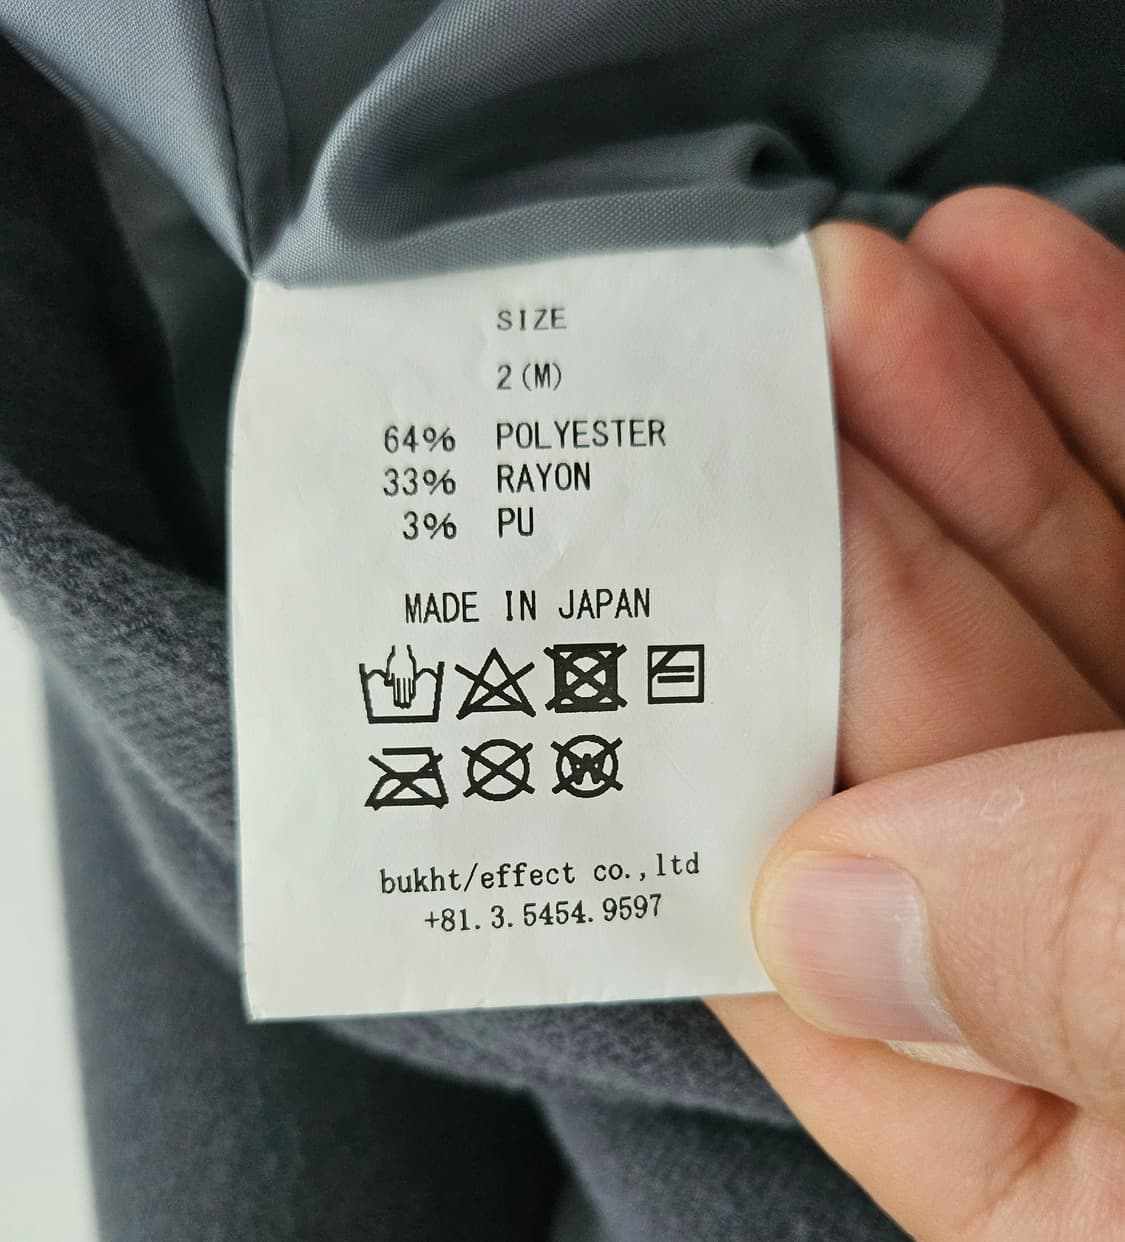 SIZE
2(M)
64% POLYESTER
33% RAYON
3% PU
MADE IN JAPAN
W
bukht/effect co.,ltd
+81.3.5454.9597